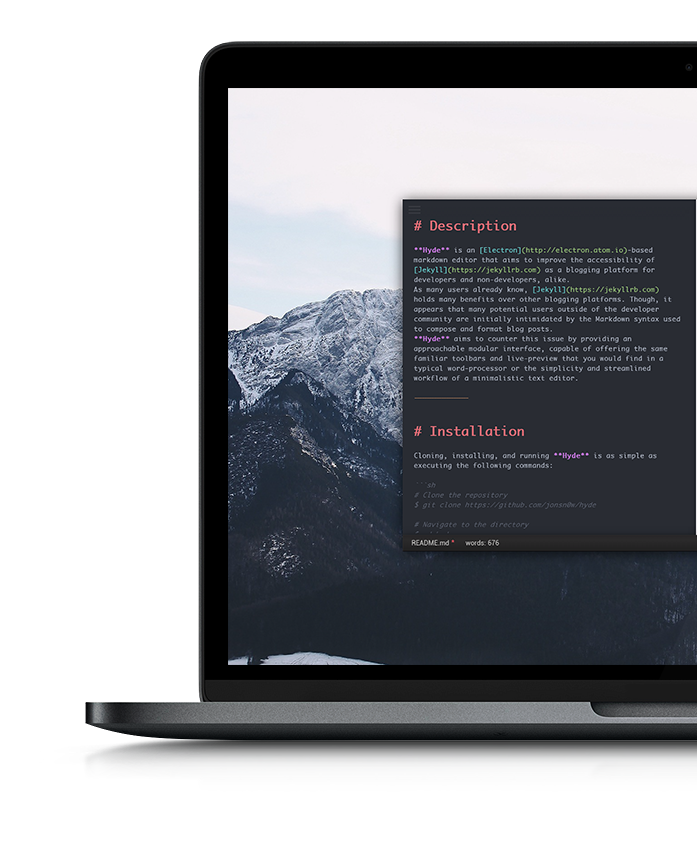 # Description
**Hyde** is an [Electron](http://electron.atom.io)-based
markdown editor that aims to improve the accessibility of
[Jekyll](https://jekyllrb.com) as a blogging platform for
developers and non-developers, alike.
As many users already know, [Jekyll](https://jekyllrb.com)
holds many benefits over other blogging platforms. Though, it
appears that many potential users outside of the developer
community are initially intimidated by the Markdown syntax used
to compose and format blog posts.
**Hyde** aims to counter this issue by providing an
approachable modular interface, capable of offering the same
familiar toolbars and live-preview that you would find in a
typical word-processor or the simplicity and streamlined
workflow of a minimalistic text editor.
# Installation
Cloning, installing, and running **Hyde** is as simple as
executing the following commands:
```sh
# Clone the repository
$ git clone https://github.com/jonsn0w/hyde
# Navigate to the directory
README.md * words: 676